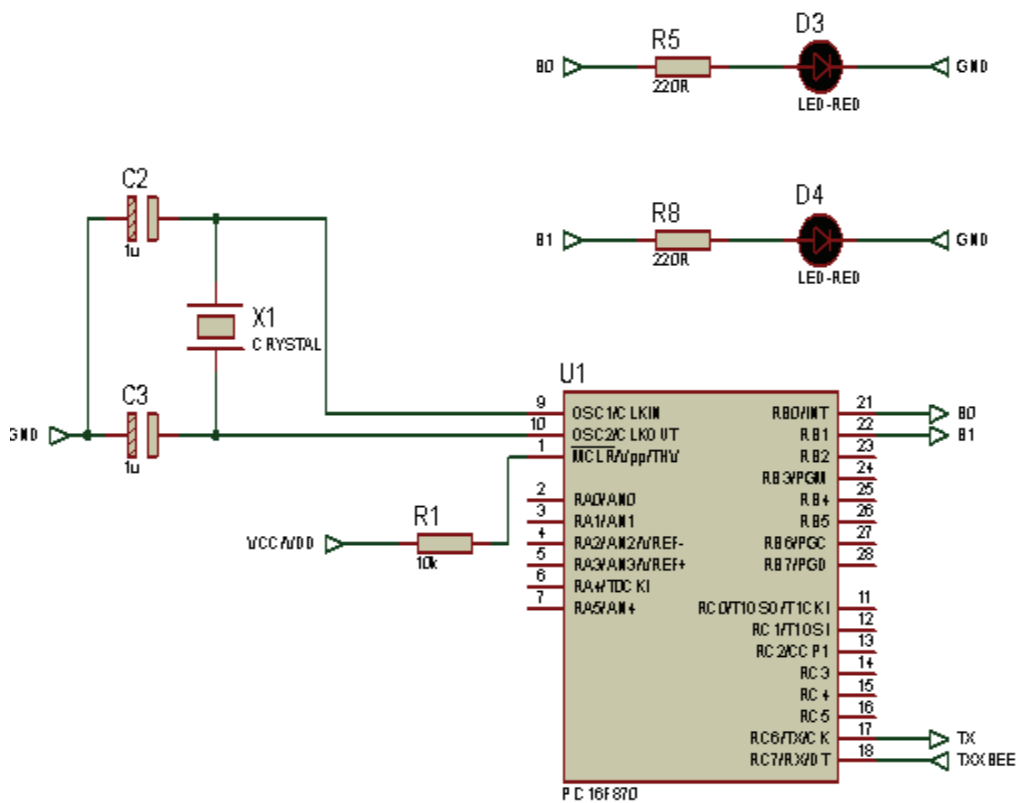 R5
D3
B0
GND
220R
LED-RED
C2
R8
D4
1u
B1
GND
220R
LED-RED
X1
CRYSTAL
C3
U1
GND
1u
9
OSC1/CLKIN
10
OSC2/CLKOUT
1
MCLR/Vpp/THV
2
RA0/AN0
3
RA1/AN1
4
RA2/AN2/VREF-
5
RA3/AN3/VREF+
6
RA4/T0CKI
7
RA5/AN4
R1
VCC/VDD
10k
RB0/INT
21
B0
RB1
22
B1
RB2
23
RB3/PGM
24
RB4
25
RB5
26
RB6/PGC
27
RB7/PGD
28
RC0/T1OSO/T1CKI
11
RC1/T1OSI
12
RC2/CCP1
13
RC3
14
RC4
15
RC5
16
RC6/TX/CK
17
TX
RC7/RX/DT
18
TXXBEE
PIC16F870